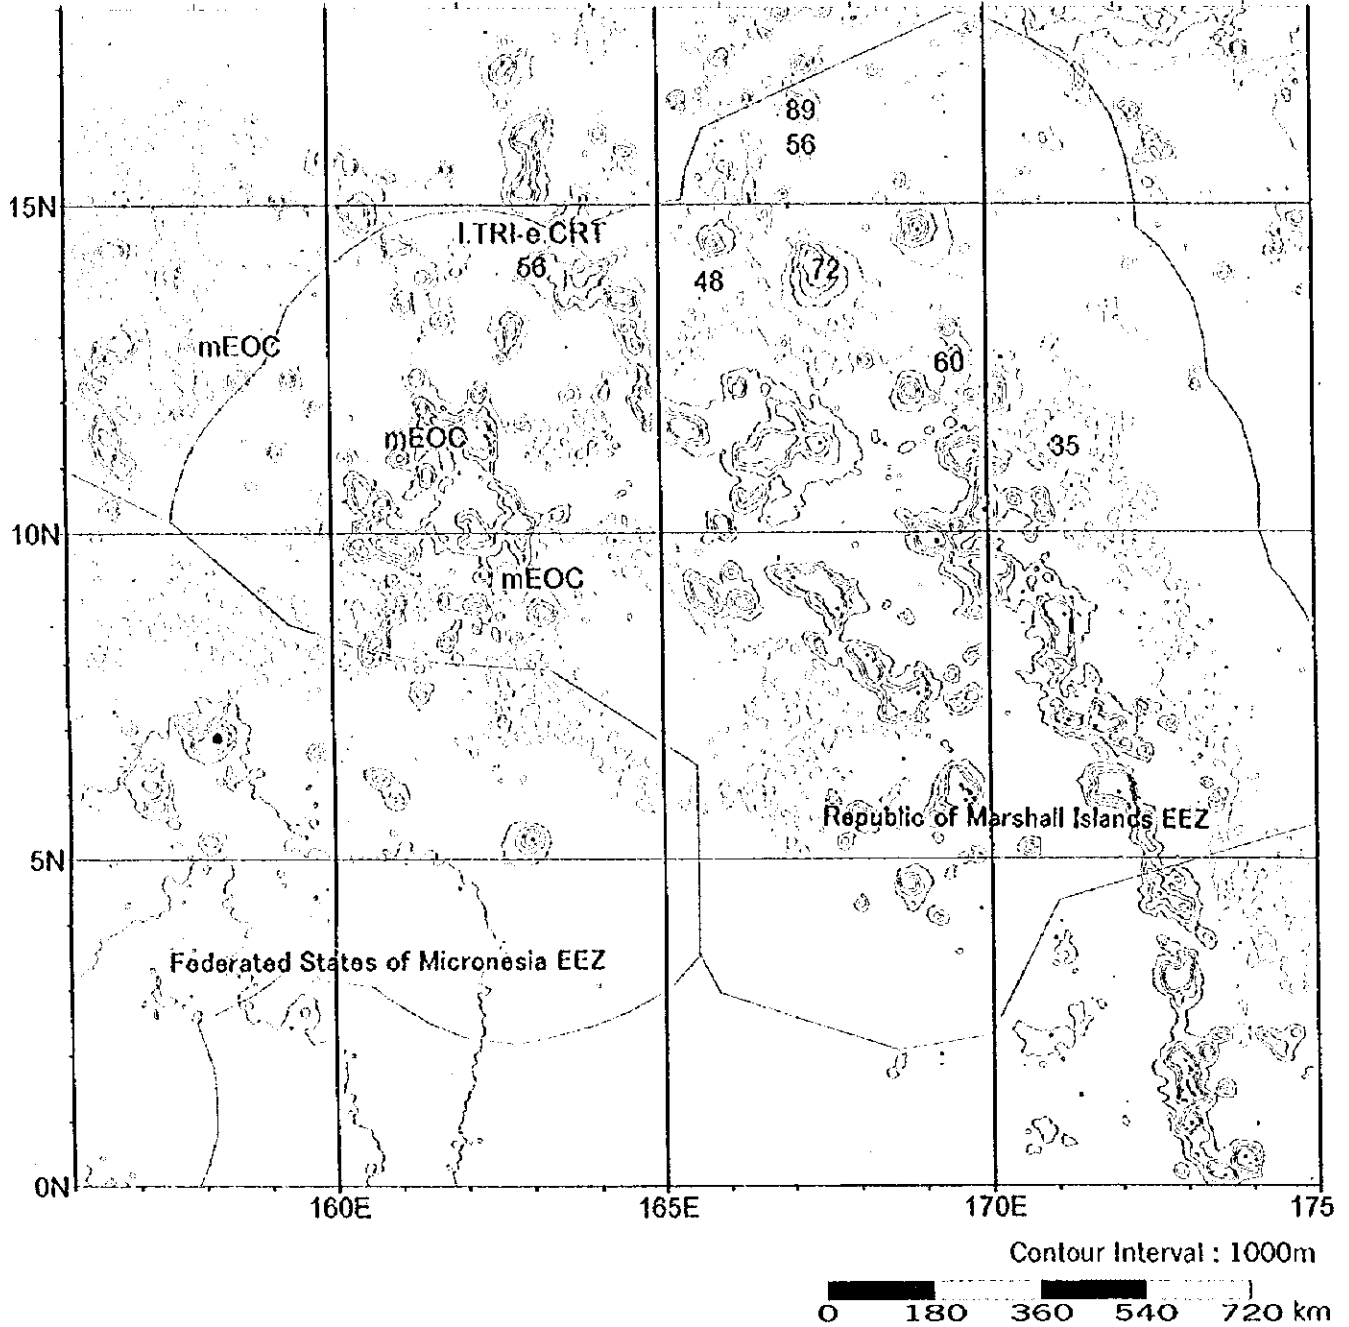 89
56
15N
I.TRI-e.CRT
56
48
72
mEOC
60
mEOC
35
10N
mEOC
Republic of Marshall Islands EEZ
5N
Federated States of Micronesia EEZ
0N
160E
165E
170E
175
Contour Interval : 1000m
0 180 360 540 720 km